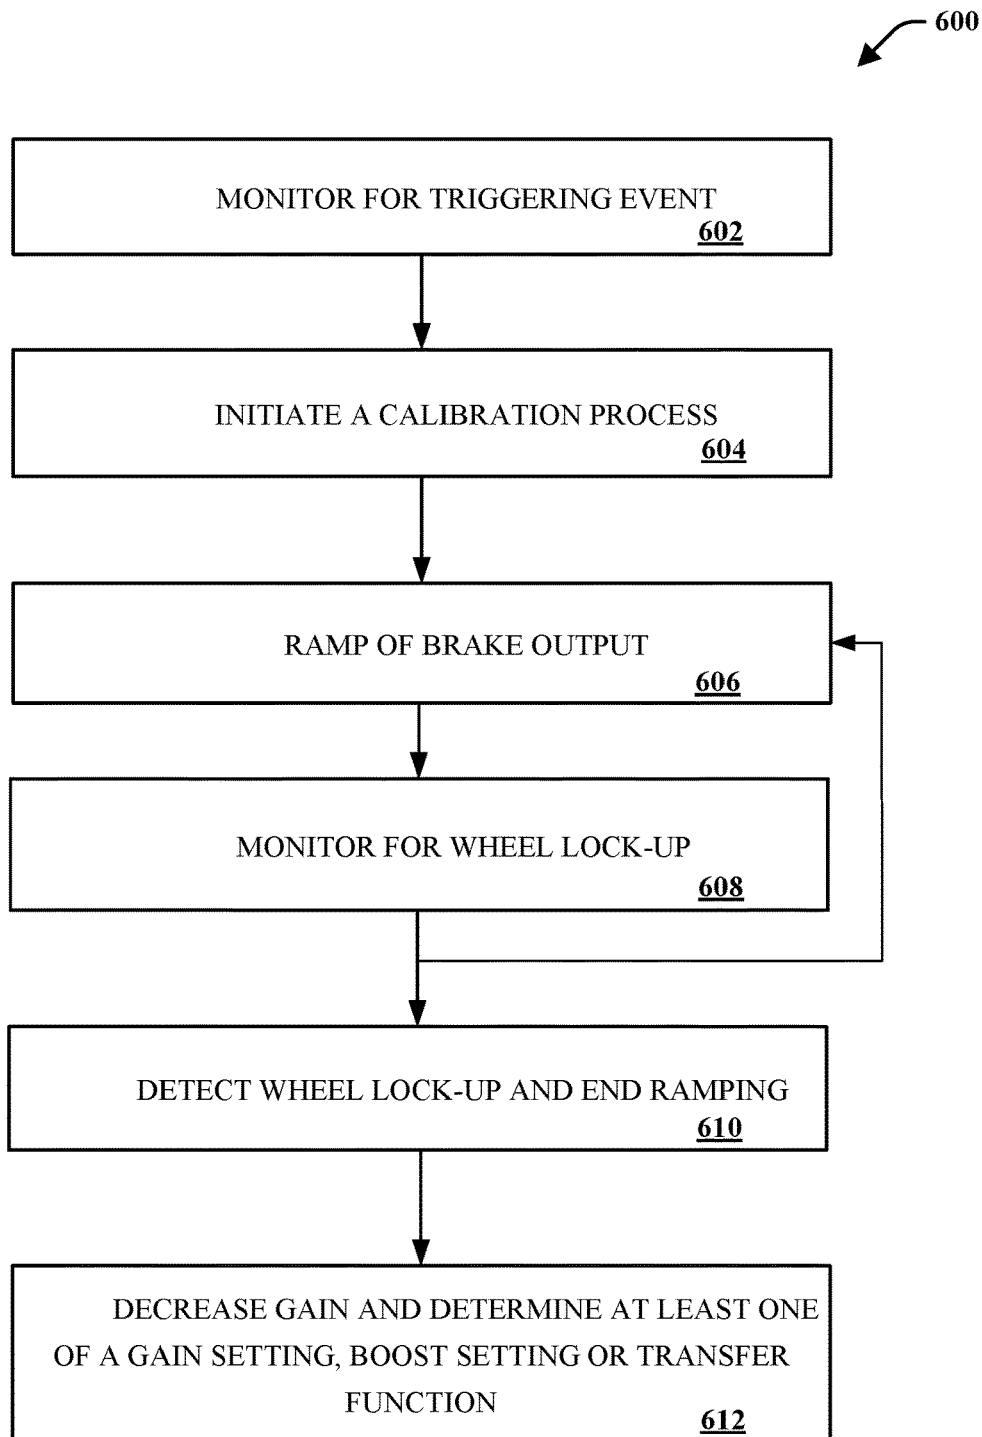 600
MONITOR FOR TRIGGERING EVENT
602
INITIATE A CALIBRATION PROCESS
604
RAMP OF BRAKE OUTPUT
606
MONITOR FOR WHEEL LOCK-UP
608
DETECT WHEEL LOCK-UP AND END RAMPING
610
DECREASE GAIN AND DETERMINE AT LEAST ONE
OF A GAIN SETTING, BOOST SETTING OR TRANSFER
FUNCTION
612